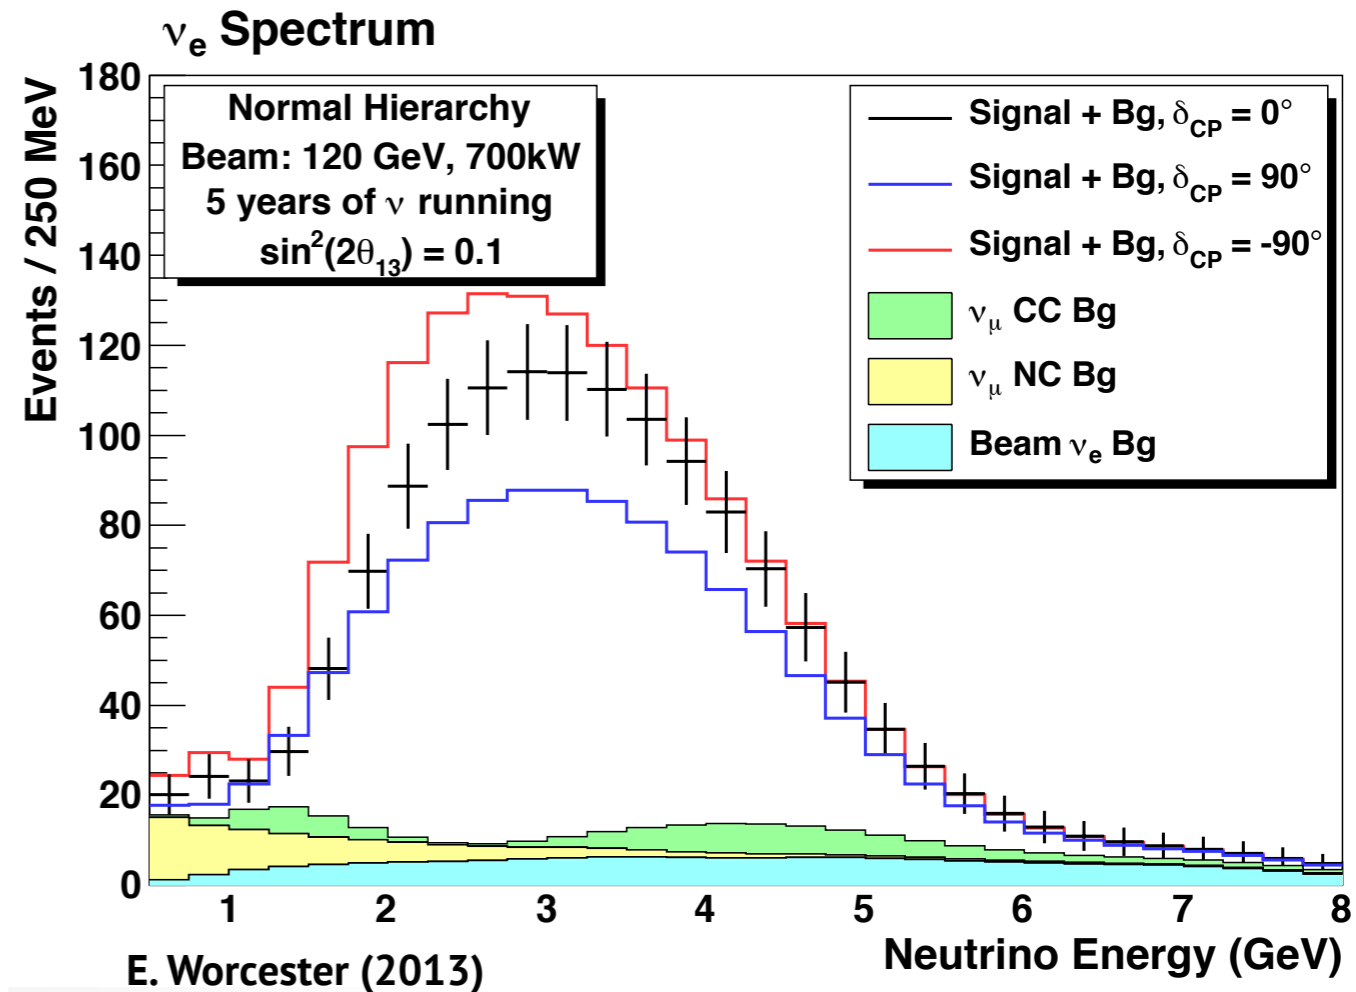 νe Spectrum
Events / 250 MeV
180
160
140
120
100
80
60
40
20
0
Normal Hierarchy
Beam: 120 GeV, 700kW
5 years of ν running
sin²(2θ₁₃) = 0.1
Signal + Bg, δCP = 0°
Signal + Bg, δCP = 90°
Signal + Bg, δCP = -90°
νμ CC Bg
νμ NC Bg
Beam νe Bg
1 2 3 4 5 6 7 8
Neutrino Energy (GeV)
E. Worcester (2013)